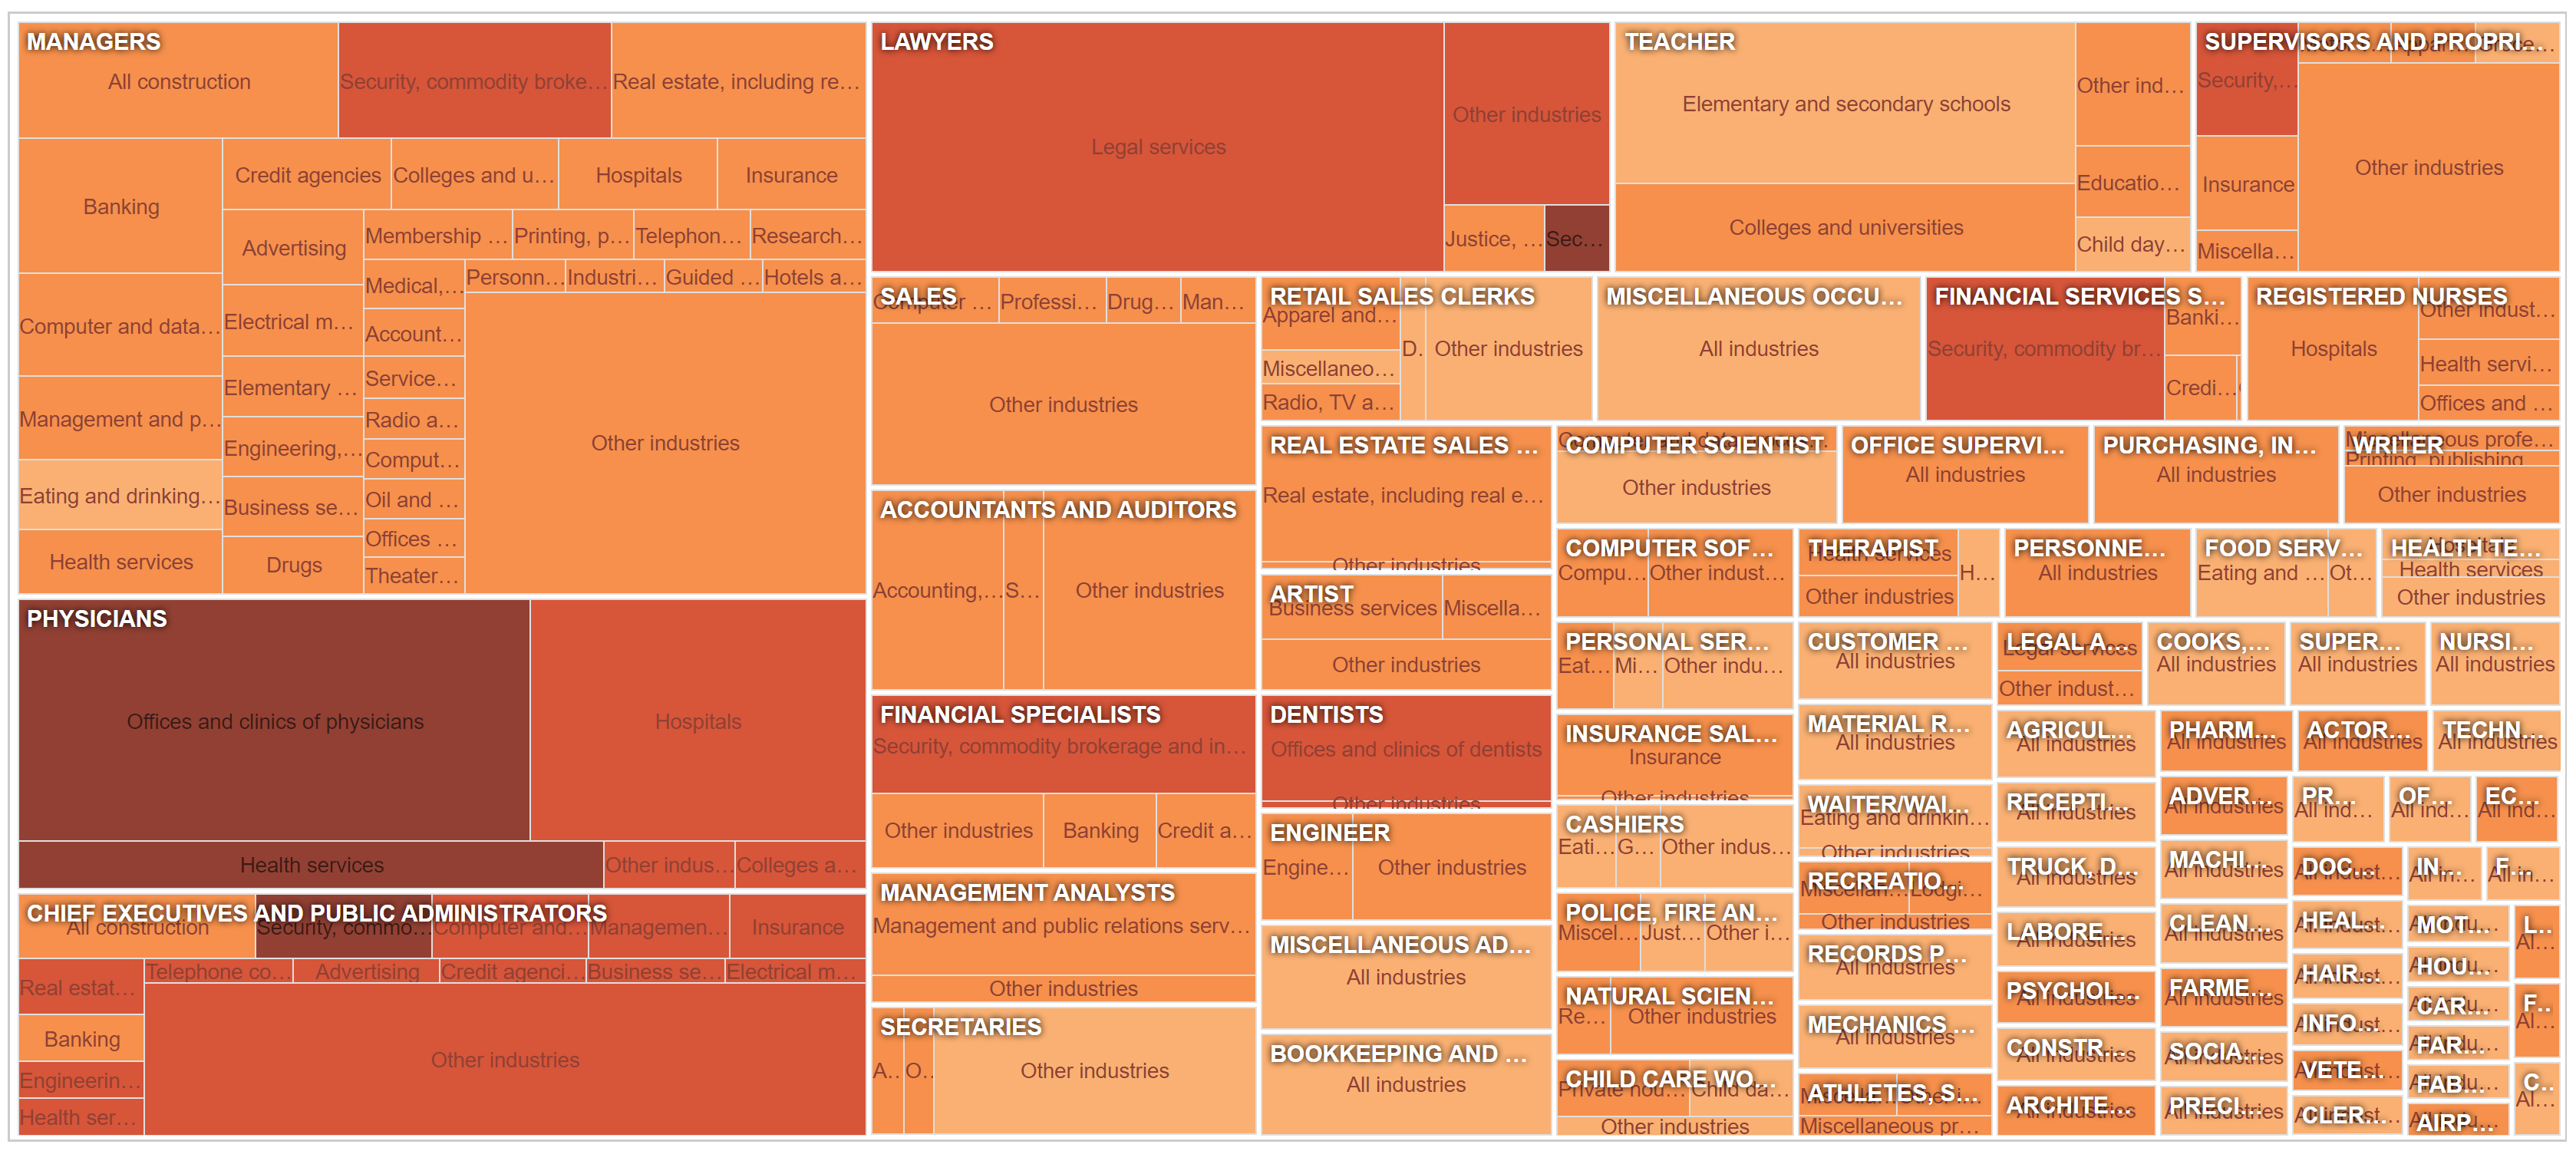 MANAGERS
All construction
Security, commodity broke...
Real estate, including re...
Banking
Credit agencies
Colleges and u...
Hospitals
Insurance
Advertising
Membership ...
Printing, p...
Telephon...
Research...
Medical,...
Personn...
Industri...
Guided ...
Hotels a...
Computer and data...
Electrical m...
Account...
Management and p...
Elementary ...
Service...
Radio a...
Engineering,...
Comput...
Eating and drinking...
Business se...
Oil and ...
Offices ...
Health services
Drugs
Theater...
Other industries
PHYSICIANS
Offices and clinics of physicians
Hospitals
Health services
Other indus...
Colleges a...
CHIEF EXECUTIVES AND PUBLIC ADMINISTRATORS
All construction
Security, commo...
Computer and...
Managemen...
Insurance
Real estat...
Telephone co...
Advertising
Credit agenci...
Business se...
Electrical m...
Banking
Engineerin...
Health ser...
Other industries
LAWYERS
Legal services
Other industries
Justice, ...
Sec...
TEACHER
Elementary and secondary schools
Colleges and universities
Other ind...
Educatio...
Child day...
SUPERVISORS AND PROPRI...
Security,...
Insurance
Miscella...
Other industries
SALES
Computer ...
Professi...
Drug...
Man...
Other industries
RETAIL SALES CLERKS
Apparel and...
Miscellaneo...
Radio, TV a...
D...
Other industries
MISCELLANEOUS OCCU...
All industries
FINANCIAL SERVICES S...
Security, commodity br...
Banki...
Credi...
REGISTERED NURSES
Hospitals
Other indust...
Health servi...
Offices and ...
ACCOUNTANTS AND AUDITORS
Accounting,...
S...
Other industries
REAL ESTATE SALES ...
Real estate, including real e...
Other industries
COMPUTER SCIENTIST
Other industries
OFFICE SUPERVI...
All industries
PURCHASING, IN...
All industries
WRITER
Miscellaneous profe...
Printing, publishing
Other industries
ARTIST
Business services
Miscella...
Other industries
COMPUTER SOF...
Compu...
Other indust...
THERAPIST
Health services
Other industries
H...
PERSONNE...
All industries
FOOD SERV...
Eating and ...
Ot...
HEALTH TE...
Hospitals
Health services
Other industries
FINANCIAL SPECIALISTS
Security, commodity brokerage and in...
Other industries
Banking
Credit a...
DENTISTS
Offices and clinics of dentists
Other industries
PERSONAL SER...
Eat...
Mi...
Other indu...
CUSTOMER ...
All industries
LEGAL A...
Legal services
Other indust...
COOKS,...
All industries
SUPER...
All industries
NURSI...
All industries
INSURANCE SAL...
Insurance
Other industries
MATERIAL R...
All industries
AGRICUL...
All industries
PHARM...
All industries
ACTOR...
All industries
TECHN...
All industries
MANAGEMENT ANALYSTS
Management and public relations serv...
Other industries
ENGINEER
Engine...
Other industries
CASHIERS
Eati...
G...
Other indus...
WAITER/WAI...
Eating and drinkin...
Other industries
RECEPTI...
All industries
ADVER...
All industries
PR...
All ind...
OF...
All ind...
EC...
All ind...
MISCELLANEOUS AD...
All industries
POLICE, FIRE AN...
Miscel...
Just...
Other i...
RECREATIO...
Miscellan...
Lodgi...
Other industries
TRUCK, D...
All industries
MACHI...
All industries
DOC...
All indust...
IN...
All in...
F...
All in...
SECRETARIES
A...
O...
Other industries
BOOKKEEPING AND ...
All industries
NATURAL SCIEN...
Re...
Other industries
RECORDS P...
All industries
LABORE...
All industries
CLEAN...
All industries
HEAL...
All indust...
MOT...
L...
Al...
MECHANICS ...
All industries
PSYCHOL...
All industries
FARME...
All industries
HAIR...
All indust...
HOU...
CAR...
F...
Al...
CHILD CARE WO...
Private hou...
Child da...
Other industries
CONSTR...
All industries
SOCIA...
All industries
INFO...
All indust...
FAR...
ATHLETES, S...
Miscellaneous pr...
ARCHITE...
All industries
PRECI...
All industries
VETE...
All indust...
FAB...
C...
Al...
CLER...
All indust...
AIRP...